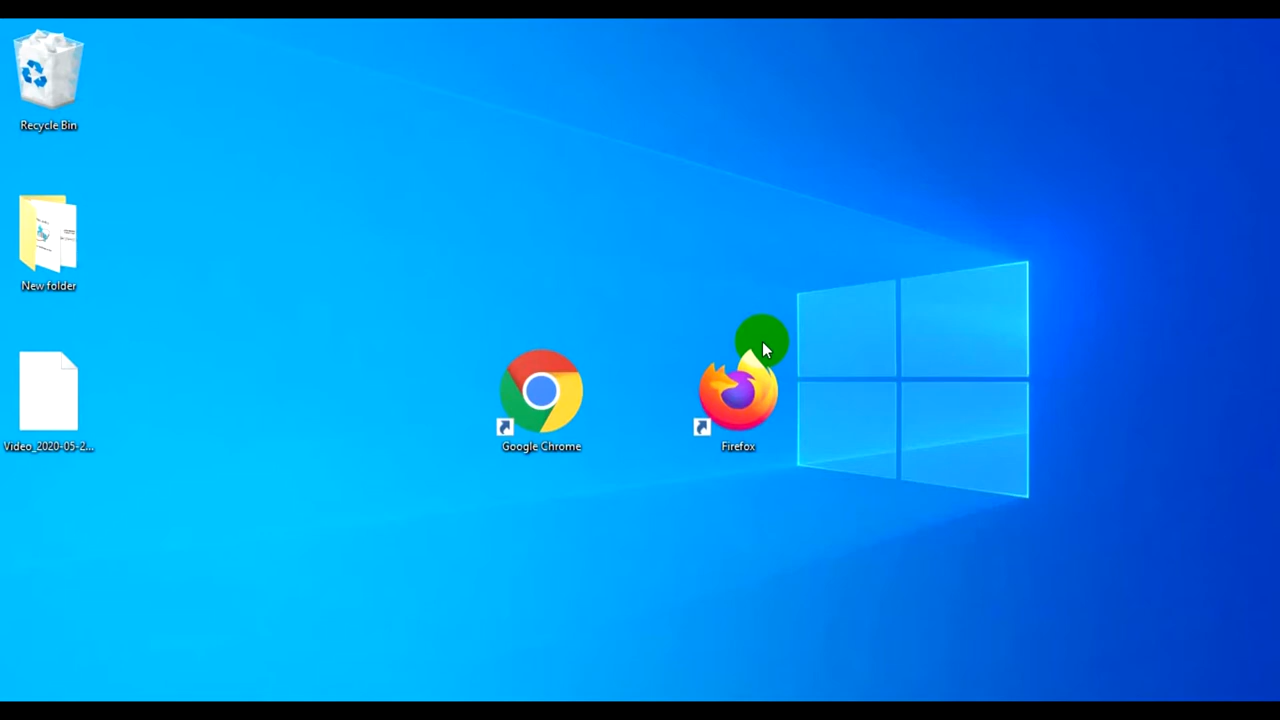 Recycle Bin
New folder
Google Chrome
Firefox
Video_2020-05-2...